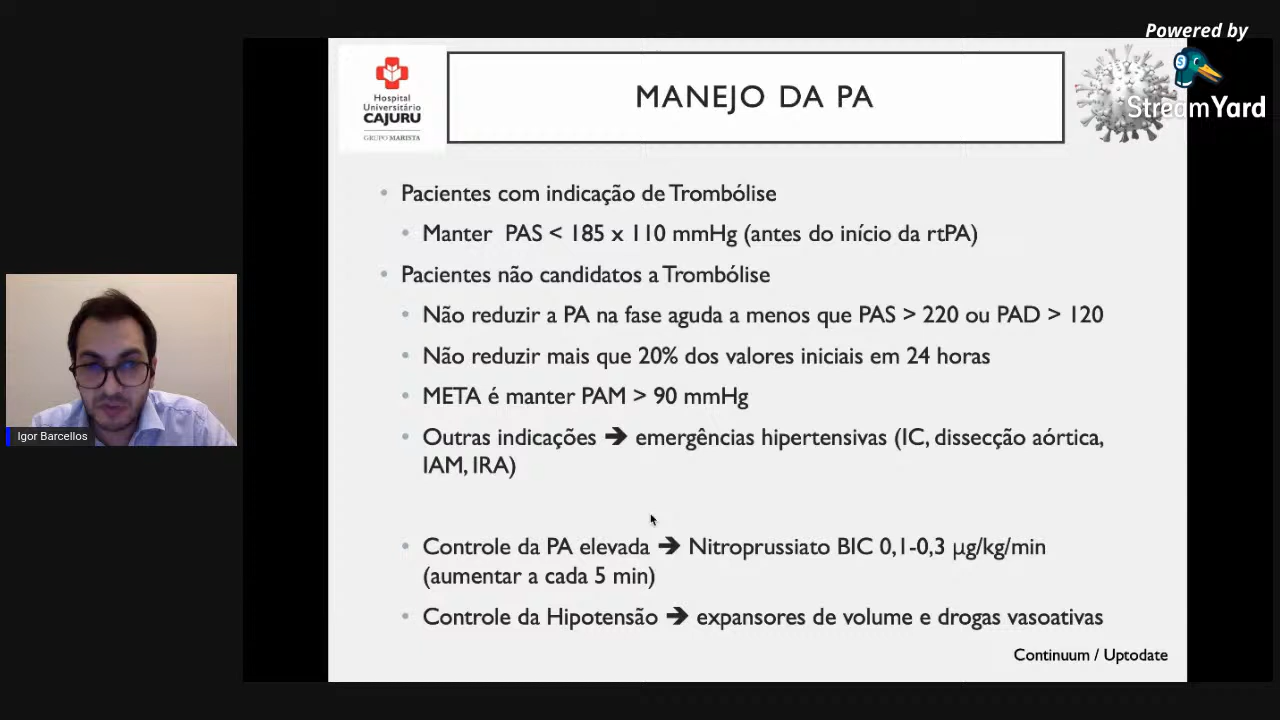 Powered by
StreamYard
Hospital
Universitário
CAJURU
GRUPO MARISTA
MANEJO DA PA
Pacientes com indicação de Trombólise
Manter PAS < 185 x 110 mmHg (antes do início da rtPA)
Pacientes não candidatos a Trombólise
Não reduzir a PA na fase aguda a menos que PAS > 220 ou PAD > 120
Não reduzir mais que 20% dos valores iniciais em 24 horas
META é manter PAM > 90 mmHg
Outras indicações ➔ emergências hipertensivas (IC, dissecção aórtica,
IAM, IRA)
Controle da PA elevada ➔ Nitroprussiato BIC 0,1-0,3 µg/kg/min
(aumentar a cada 5 min)
Controle da Hipotensão ➔ expansores de volume e drogas vasoativas
Continuum / Uptodate
Igor Barcellos